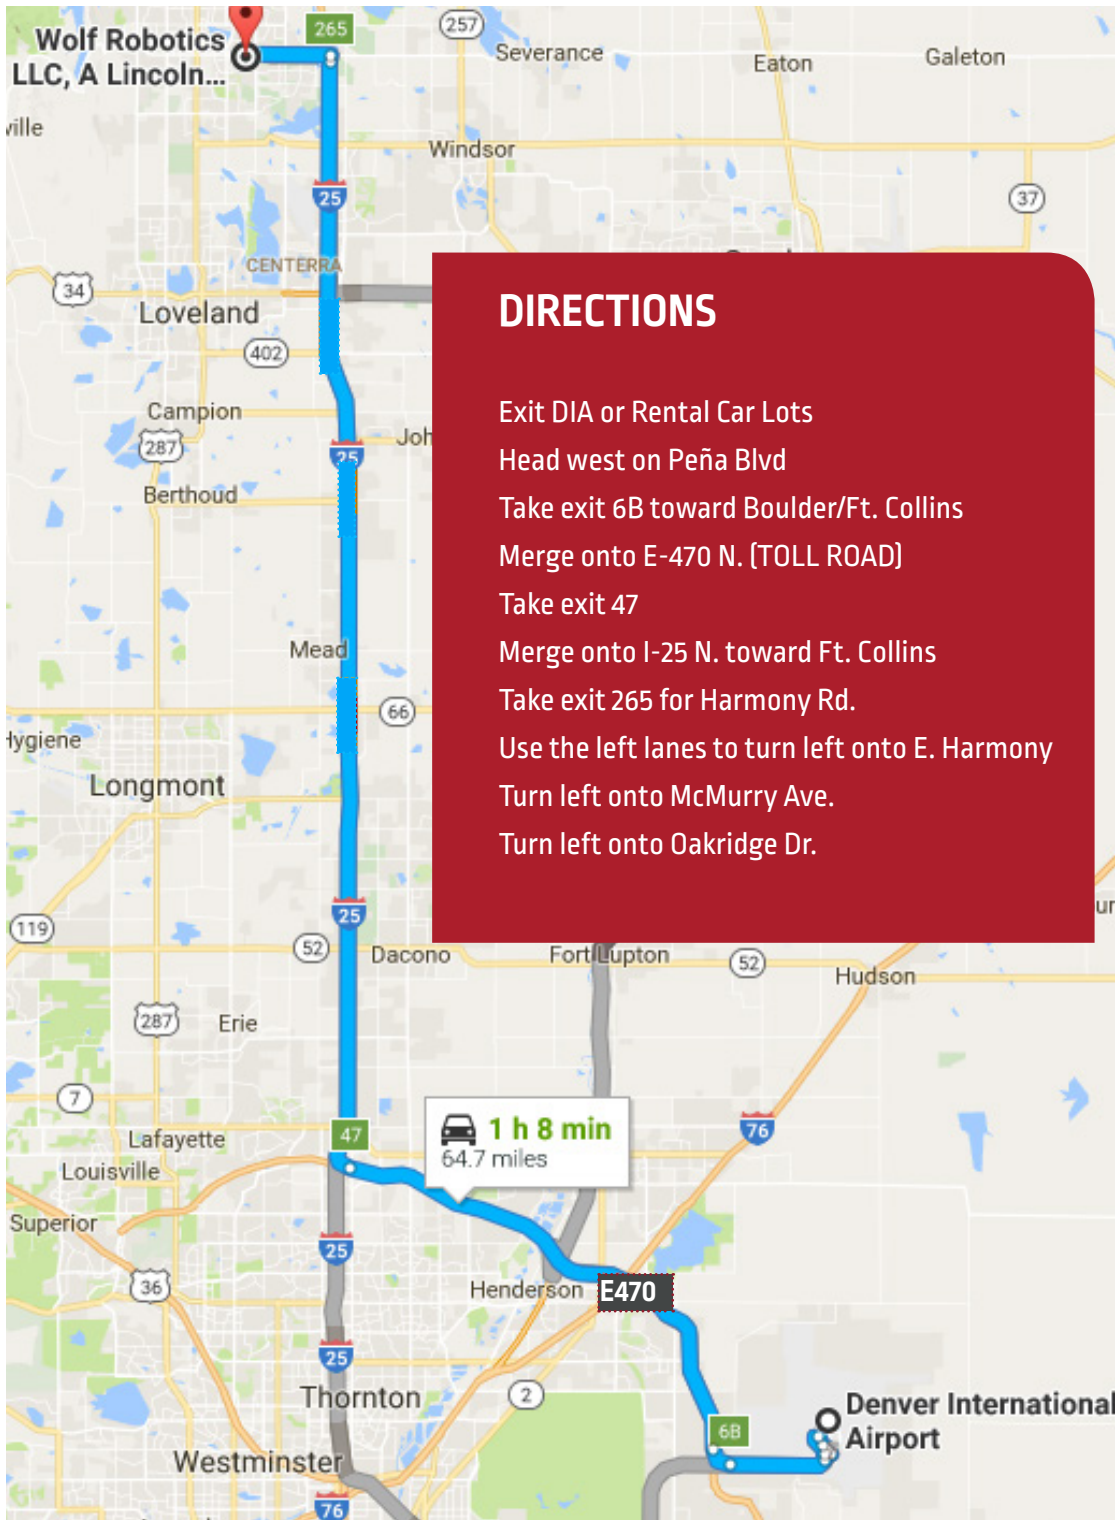 Wolf Robotics
LLC, A Lincoln...
265
257
Severance
Eaton
Galeton
ville
Windsor
25
37
CENTERRA
34
Loveland
402
Campion
287
Joh
25
Berthoud
DIRECTIONS
Exit DIA or Rental Car Lots
Head west on Peña Blvd
Take exit 6B toward Boulder/Ft. Collins
Merge onto E-470 N. (TOLL ROAD)
Take exit 47
Merge onto I-25 N. toward Ft. Collins
Take exit 265 for Harmony Rd.
Use the left lanes to turn left onto E. Harmony
Turn left onto McMurry Ave.
Turn left onto Oakridge Dr.
Mead
66
Hygiene
Longmont
25
119
52
Dacono
Fort Lupton
52
Hudson
287
Erie
7
47
1 h 8 min
64.7 miles
76
Lafayette
Louisville
Superior
25
36
Henderson
E470
25
Thornton
2
6B
Denver International
Airport
Westminster
76